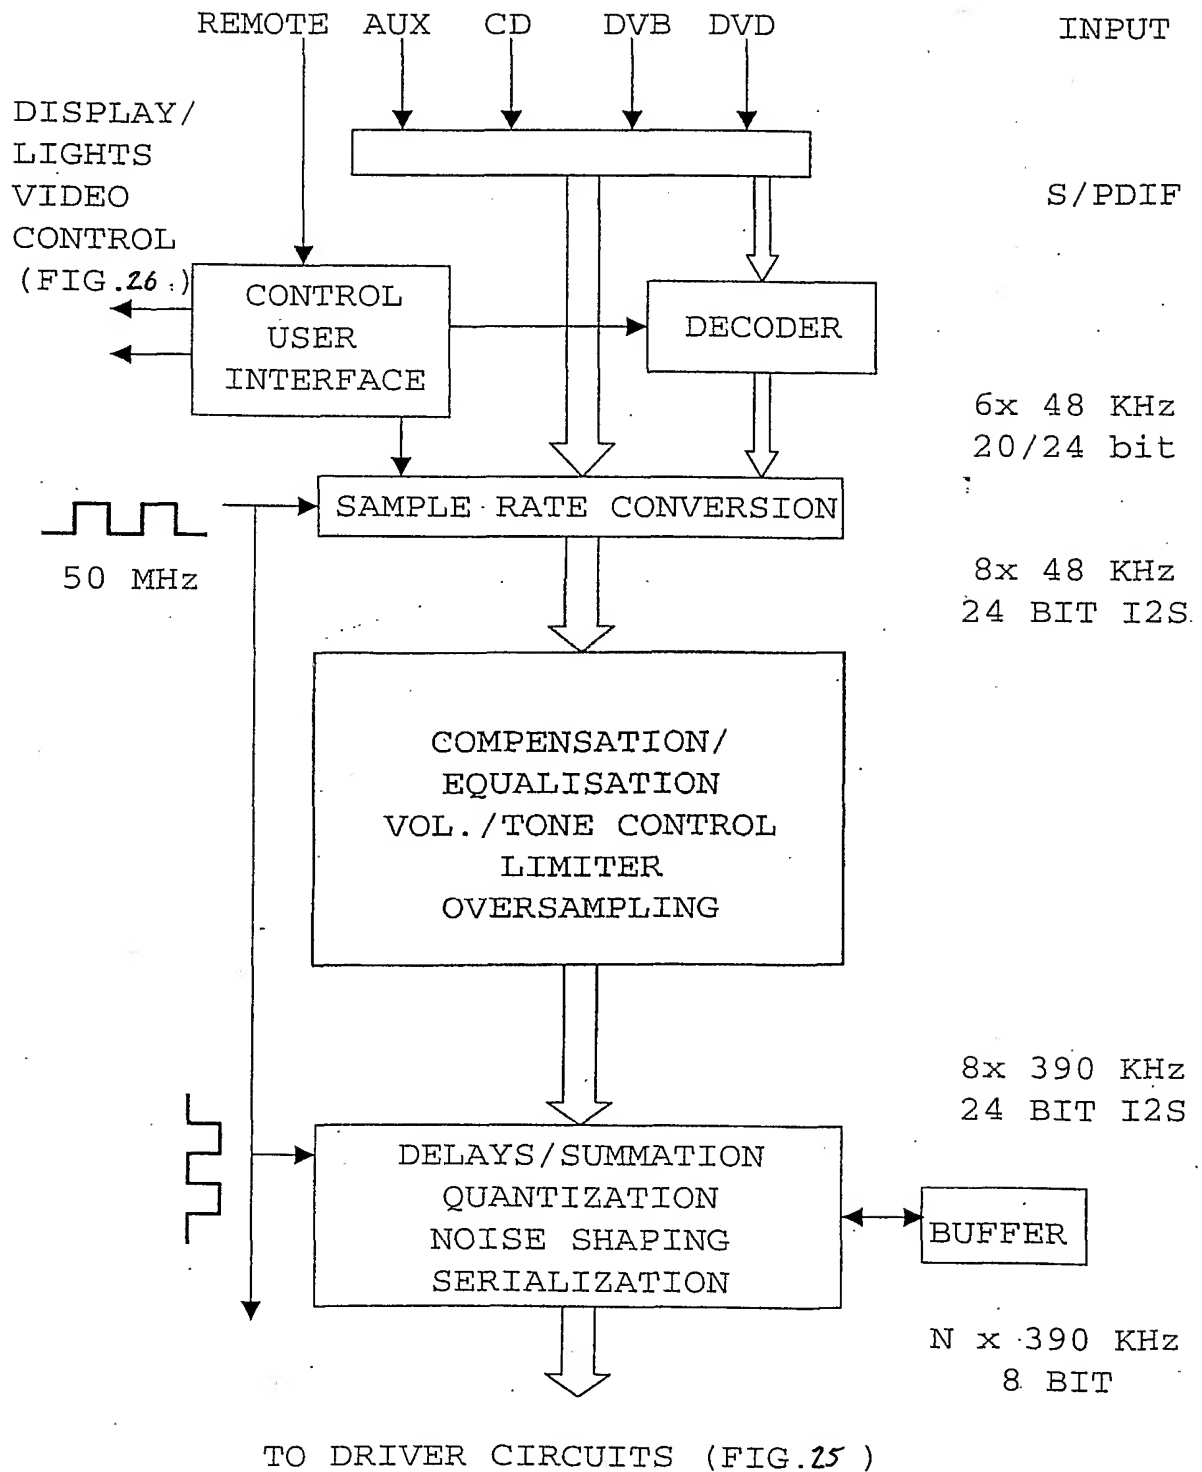 REMOTE AUX CD DVB DVD INPUT
DISPLAY/
LIGHTS
VIDEO
CONTROL
(FIG.26.)
S/PDIF
CONTROL
USER
INTERFACE
DECODER
6x 48 KHz
20/24 bit
SAMPLE RATE CONVERSION
50 MHz
8x 48 KHz
24 BIT I2S
COMPENSATION/
EQUALISATION
VOL./TONE CONTROL
LIMITER
OVERSAMPLING
8x 390 KHz
24 BIT I2S
DELAYS/SUMMATION
QUANTIZATION
NOISE SHAPING
SERIALIZATION
BUFFER
N x 390 KHz
8 BIT
TO DRIVER CIRCUITS (FIG.25)